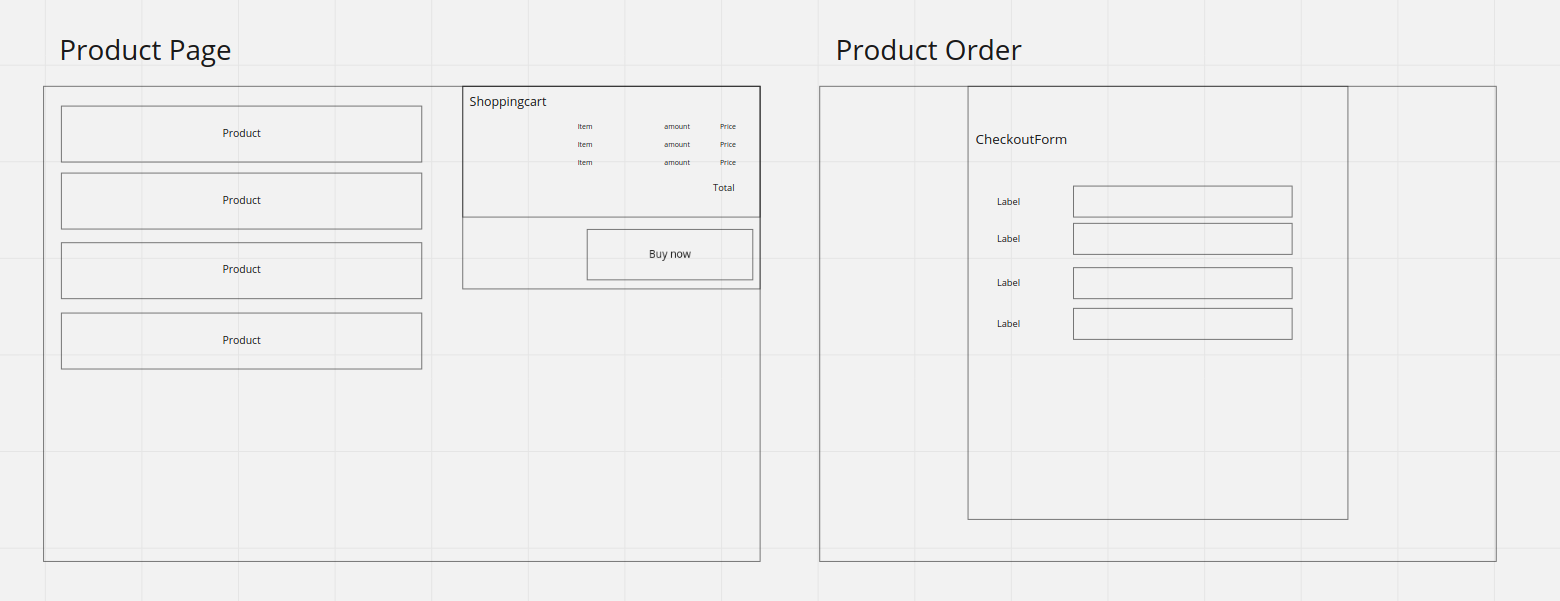 Product Page
Product
Product
Product
Product
Shoppingcart
Item amount Price
Item amount Price
Item amount Price
Total
Buy now
Product Order
CheckoutForm
Label
Label
Label
Label